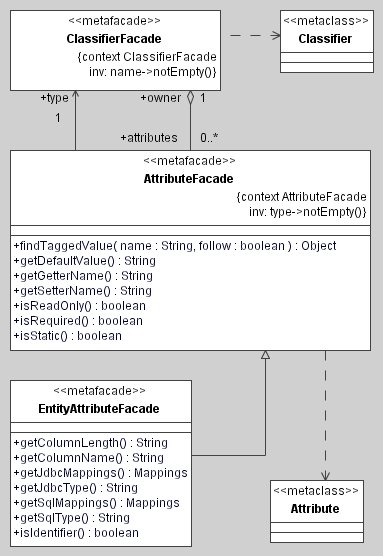 <<metafacade>>
ClassifierFacade
{context ClassifierFacade
inv: name->notEmpty()}
<<metaclass>>
Classifier
+type
1
+owner
1
+attributes
0..*
<<metafacade>>
AttributeFacade
{context AttributeFacade
inv: type->notEmpty()}
+findTaggedValue( name : String, follow : boolean ) : Object
+getDefaultValue() : String
+getGetterName() : String
+getSetterName() : String
+isReadOnly() : boolean
+isRequired() : boolean
+isStatic() : boolean
<<metafacade>>
EntityAttributeFacade
+getColumnLength() : String
+getColumnName() : String
+getJdbcMappings() : Mappings
+getJdbcType() : String
+getSqlMappings() : Mappings
+getSqlType() : String
+isIdentifier() : boolean
<<metaclass>>
Attribute